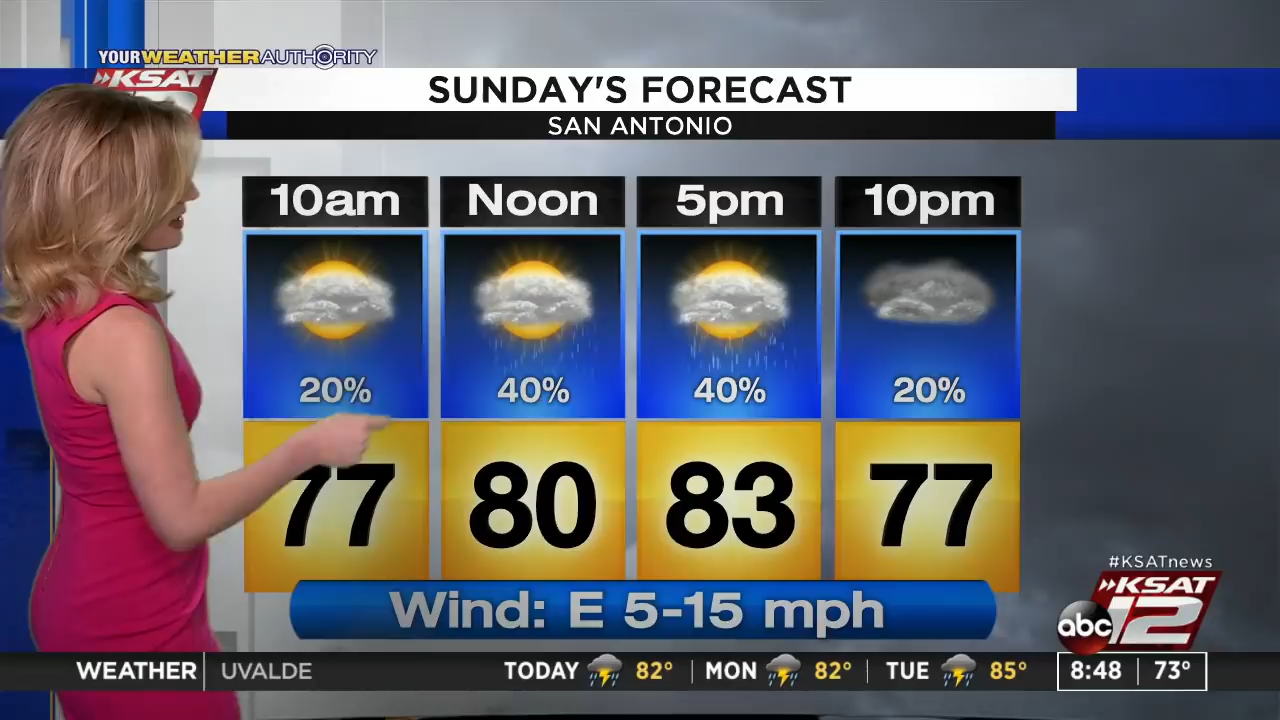 YOURWEATHERAUTHORITY
KSAT
SUNDAY'S FORECAST
SAN ANTONIO
10am Noon 5pm 10pm
20% 40% 40% 20%
77 80 83 77
Wind: E 5-15 mph
#KSATnews
KSAT
abc 12
WEATHER UVALDE TODAY 82° MON 82° TUE 85° 8:48 73°